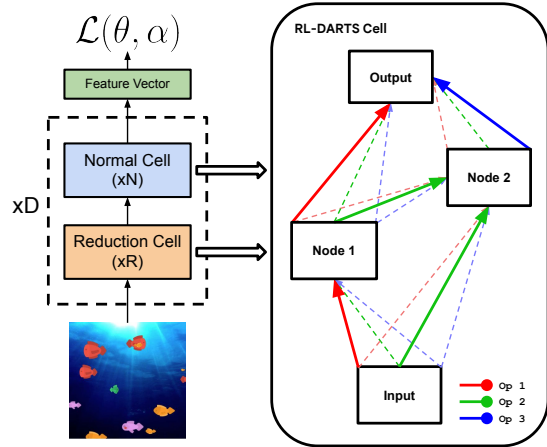 ℒ(θ, α)
Feature Vector
Normal Cell
(xN)
xD
Reduction Cell
(xR)
RL-DARTS Cell
Output
Node 2
Node 1
Input
Op 1
Op 2
Op 3